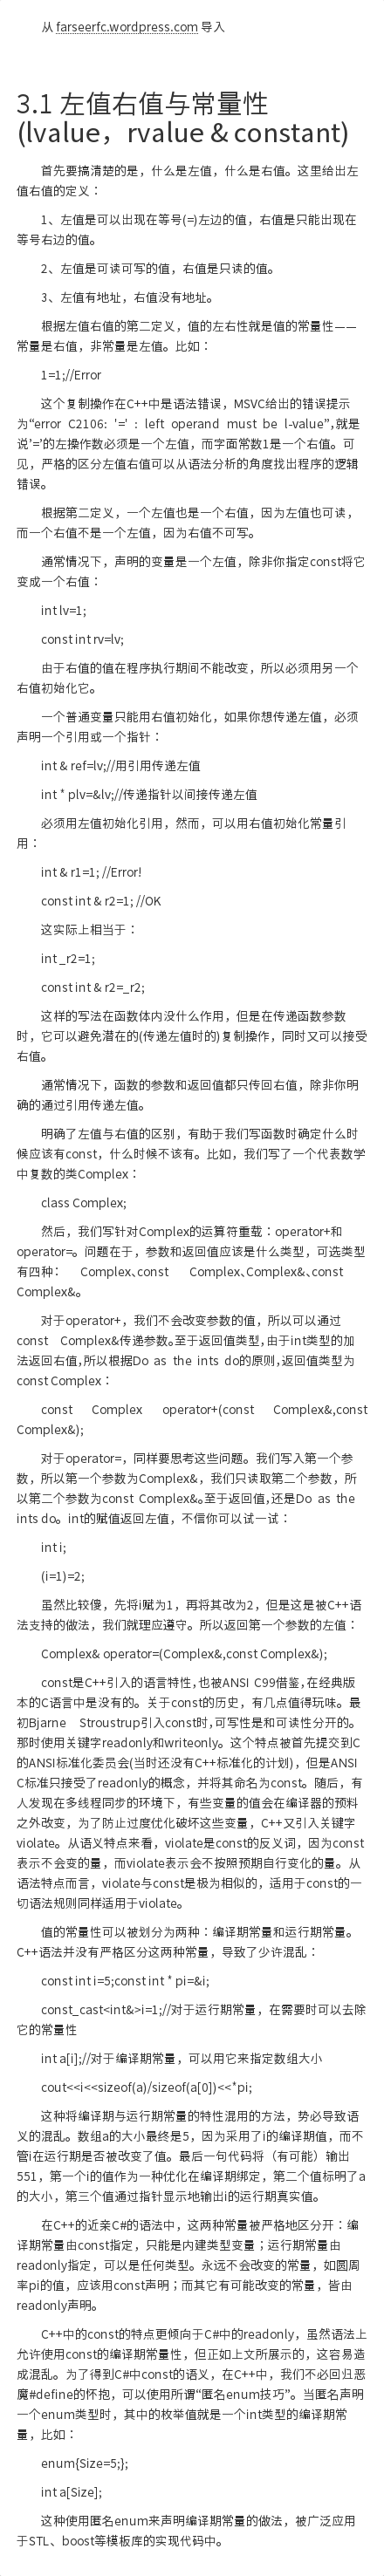 从 farseerfc.wordpress.com 导入
3.1 左值右值与常量性
(lvalue，rvalue & constant)
首先要搞清楚的是，什么是左值，什么是右值。这里给出左
值右值的定义：
1、左值是可以出现在等号(=)左边的值，右值是只能出现在
等号右边的值。
2、左值是可读可写的值，右值是只读的值。
3、左值有地址，右值没有地址。
根据左值右值的第二定义，值的左右性就是值的常量性——
常量是右值，非常量是左值。比如：
1=1;//Error
这个复制操作在C++中是语法错误，MSVC给出的错误提示
为“error C2106: '=' : left operand must be l-value”,就是
说’=’的左操作数必须是一个左值，而字面常数1是一个右值。可
见，严格的区分左值右值可以从语法分析的角度找出程序的逻辑
错误。
根据第二定义，一个左值也是一个右值，因为左值也可读，
而一个右值不是一个左值，因为右值不可写。
通常情况下，声明的变量是一个左值，除非你指定const将它
变成一个右值：
int lv=1;
const int rv=lv;
由于右值的值在程序执行期间不能改变，所以必须用另一个
右值初始化它。
一个普通变量只能用右值初始化，如果你想传递左值，必须
声明一个引用或一个指针：
int & ref=lv;//用引用传递左值
int * plv=&lv;//传递指针以间接传递左值
必须用左值初始化引用，然而，可以用右值初始化常量引
用：
int & r1=1; //Error!
const int & r2=1; //OK
这实际上相当于：
int _r2=1;
const int & r2=_r2;
这样的写法在函数体内没什么作用，但是在传递函数参数
时，它可以避免潜在的(传递左值时的)复制操作，同时又可以接受
右值。
通常情况下，函数的参数和返回值都只传回右值，除非你明
确的通过引用传递左值。
明确了左值与右值的区别，有助于我们写函数时确定什么时
候应该有const，什么时候不该有。比如，我们写了一个代表数学
中复数的类Complex：
class Complex;
然后，我们写针对Complex的运算符重载：operator+和
operator=。问题在于，参数和返回值应该是什么类型，可选类型
有四种： Complex､const Complex､Complex&､const
Complex&｡
对于operator+，我们不会改变参数的值，所以可以通过
const Complex&传递参数｡至于返回值类型,由于int类型的加
法返回右值,所以根据Do as the ints do的原则,返回值类型为
const Complex：
const Complex operator+(const Complex&,const
Complex&);
对于operator=，同样要思考这些问题。我们写入第一个参
数，所以第一个参数为Complex&，我们只读取第二个参数，所
以第二个参数为const Complex&｡至于返回值,还是Do as the
ints do。int的赋值返回左值，不信你可以试一试：
int i;
(i=1)=2;
虽然比较傻，先将i赋为1，再将其改为2，但是这是被C++语
法支持的做法，我们就理应遵守。所以返回第一个参数的左值：
Complex& operator=(Complex&,const Complex&);
const是C++引入的语言特性,也被ANSI C99借鉴,在经典版
本的C语言中是没有的。关于const的历史，有几点值得玩味。最
初Bjarne Stroustrup引入const时,可写性是和可读性分开的。
那时使用关键字readonly和writeonly。这个特点被首先提交到C
的ANSI标准化委员会(当时还没有C++标准化的计划)，但是ANSI
C标准只接受了readonly的概念，并将其命名为const。随后，有
人发现在多线程同步的环境下，有些变量的值会在编译器的预料
之外改变，为了防止过度优化破坏这些变量，C++又引入关键字
violate。从语义特点来看，violate是const的反义词，因为const
表示不会变的量，而violate表示会不按照预期自行变化的量。从
语法特点而言，violate与const是极为相似的，适用于const的一
切语法规则同样适用于violate。
值的常量性可以被划分为两种：编译期常量和运行期常量。
C++语法并没有严格区分这两种常量，导致了少许混乱：
const int i=5;const int * pi=&i;
const_cast<int&>i=1;//对于运行期常量，在需要时可以去除
它的常量性
int a[i];//对于编译期常量，可以用它来指定数组大小
cout<<i<<sizeof(a)/sizeof(a[0])<<*pi;
这种将编译期与运行期常量的特性混用的方法，势必导致语
义的混乱。数组a的大小最终是5，因为采用了i的编译期值，而不
管i在运行期是否被改变了值。最后一句代码将（有可能）输出
551，第一个i的值作为一种优化在编译期绑定，第二个值标明了a
的大小，第三个值通过指针显示地输出i的运行期真实值。
在C++的近亲C#的语法中，这两种常量被严格地区分开：编
译期常量由const指定，只能是内建类型变量；运行期常量由
readonly指定，可以是任何类型。永远不会改变的常量，如圆周
率pi的值，应该用const声明；而其它有可能改变的常量，皆由
readonly声明。
C++中的const的特点更倾向于C#中的readonly，虽然语法上
允许使用const的编译期常量性，但正如上文所展示的，这容易造
成混乱。为了得到C#中const的语义，在C++中，我们不必回归恶
魔#define的怀抱，可以使用所谓“匿名enum技巧”。当匿名声明
一个enum类型时，其中的枚举值就是一个int类型的编译期常
量，比如：
enum{Size=5;};
int a[Size];
这种使用匿名enum来声明编译期常量的做法，被广泛应用
于STL、boost等模板库的实现代码中。